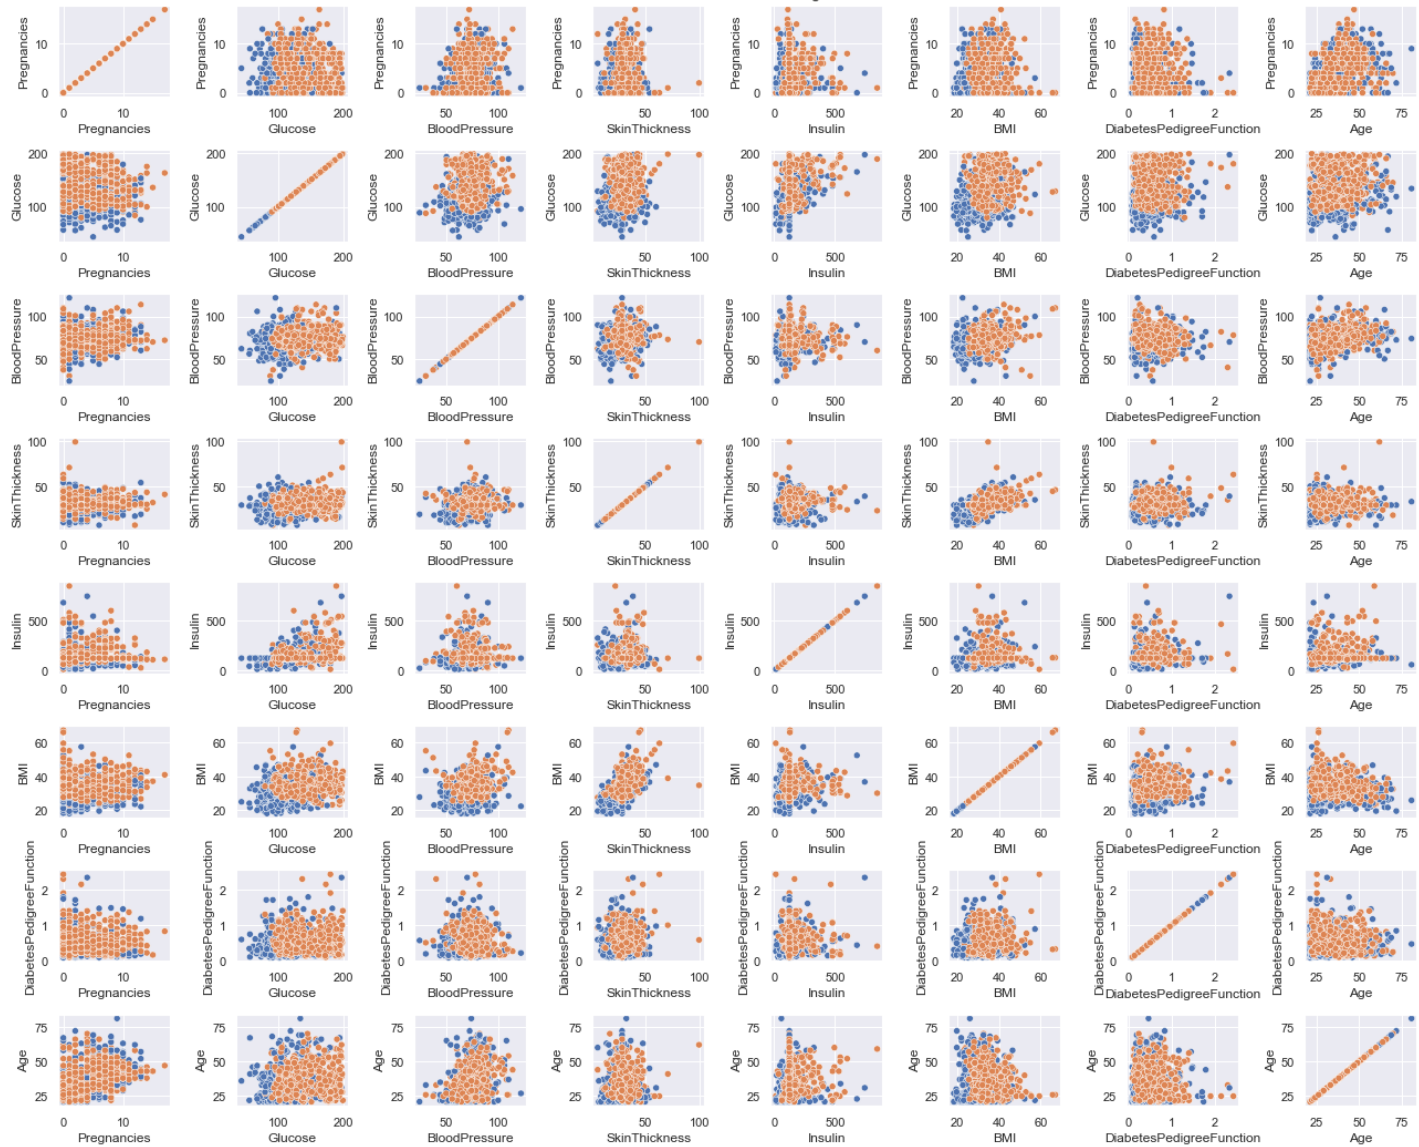 Pregnancies Pregnancies Pregnancies Pregnancies Pregnancies Pregnancies Pregnancies Pregnancies
10 10 10 10 10 10 10 10
0 0 0 0 0 0 0 0
0 10 100 200 50 100 50 100 0 500 20 40 60 0 1 2 25 50 75
Pregnancies Glucose BloodPressure SkinThickness Insulin BMI DiabetesPedigreeFunction Age
Glucose Glucose Glucose Glucose Glucose Glucose Glucose Glucose
200 200 200 200 200 200 200 200
100 100 100 100 100 100 100 100
0 10 100 200 50 100 50 100 0 500 20 40 60 0 1 2 25 50 75
Pregnancies Glucose BloodPressure SkinThickness Insulin BMI DiabetesPedigreeFunction Age
BloodPressure BloodPressure BloodPressure BloodPressure BloodPressure BloodPressure BloodPressure BloodPressure
100 100 100 100 100 100 100 100
50 50 50 50 50 50 50 50
0 10 100 200 50 100 50 100 0 500 20 40 60 0 1 2 25 50 75
Pregnancies Glucose BloodPressure SkinThickness Insulin BMI DiabetesPedigreeFunction Age
SkinThickness SkinThickness SkinThickness SkinThickness SkinThickness SkinThickness SkinThickness SkinThickness
100 100 100 100 100 100 100 100
50 50 50 50 50 50 50 50
0 10 100 200 50 100 50 100 0 500 20 40 60 0 1 2 25 50 75
Pregnancies Glucose BloodPressure SkinThickness Insulin BMI DiabetesPedigreeFunction Age
Insulin Insulin Insulin Insulin Insulin Insulin Insulin Insulin
500 500 500 500 500 500 500 500
0 0 0 0 0 0 0 0
0 10 100 200 50 100 50 100 0 500 20 40 60 0 1 2 25 50 75
Pregnancies Glucose BloodPressure SkinThickness Insulin BMI DiabetesPedigreeFunction Age
BMI BMI BMI BMI BMI BMI BMI BMI
60 60 60 60 60 60 60 60
40 40 40 40 40 40 40 40
20 20 20 20 20 20 20 20
0 10 100 200 50 100 50 100 0 500 20 40 60 0 1 2 25 50 75
Pregnancies Glucose BloodPressure SkinThickness Insulin BMI DiabetesPedigreeFunction Age
DiabetesPedigreeFunction DiabetesPedigreeFunction DiabetesPedigreeFunction DiabetesPedigreeFunction DiabetesPedigreeFunction DiabetesPedigreeFunction DiabetesPedigreeFunction DiabetesPedigreeFunction
2 2 2 2 2 2 2 2
1 1 1 1 1 1 1 1
0 0 0 0 0 0 0 0
0 10 100 200 50 100 50 100 0 500 20 40 60 0 1 2 25 50 75
Pregnancies Glucose BloodPressure SkinThickness Insulin BMI DiabetesPedigreeFunction Age
Age Age Age Age Age Age Age Age
75 75 75 75 75 75 75 75
50 50 50 50 50 50 50 50
25 25 25 25 25 25 25 25
0 10 100 200 50 100 50 100 0 500 20 40 60 0 1 2 25 50 75
Pregnancies Glucose BloodPressure SkinThickness Insulin BMI DiabetesPedigreeFunction Age